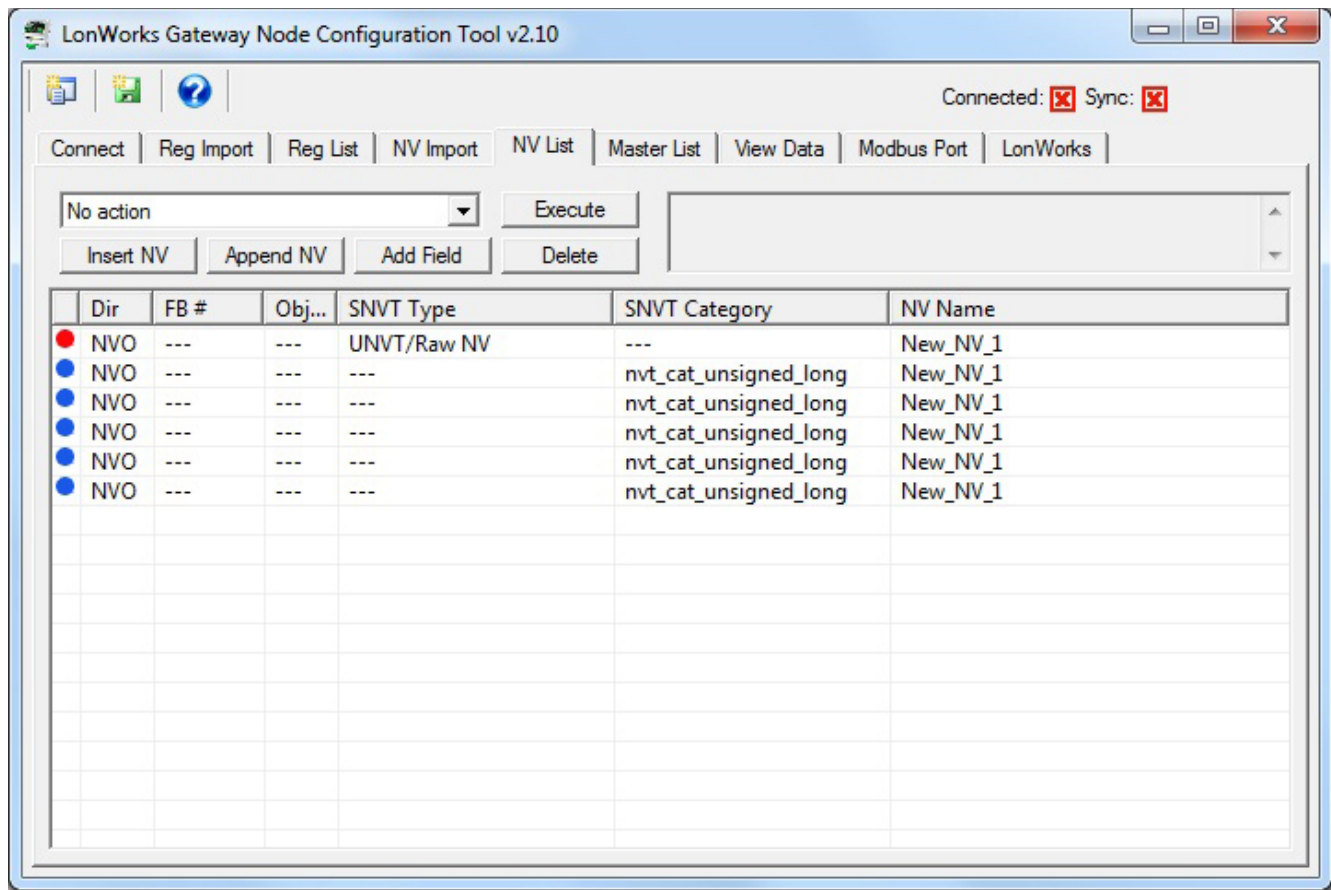 LonWorks Gateway Node Configuration Tool v2.10
Connected: Sync:
Connect Reg Import Reg List NV Import NV List Master List View Data Modbus Port LonWorks
No action Execute
Insert NV Append NV Add Field Delete
Dir FB # Obj... SNVT Type SNVT Category NV Name
NVO --- --- UNVT/Raw NV --- New_NV_1
NVO --- --- --- nvt_cat_unsigned_long New_NV_1
NVO --- --- --- nvt_cat_unsigned_long New_NV_1
NVO --- --- --- nvt_cat_unsigned_long New_NV_1
NVO --- --- --- nvt_cat_unsigned_long New_NV_1
NVO --- --- --- nvt_cat_unsigned_long New_NV_1